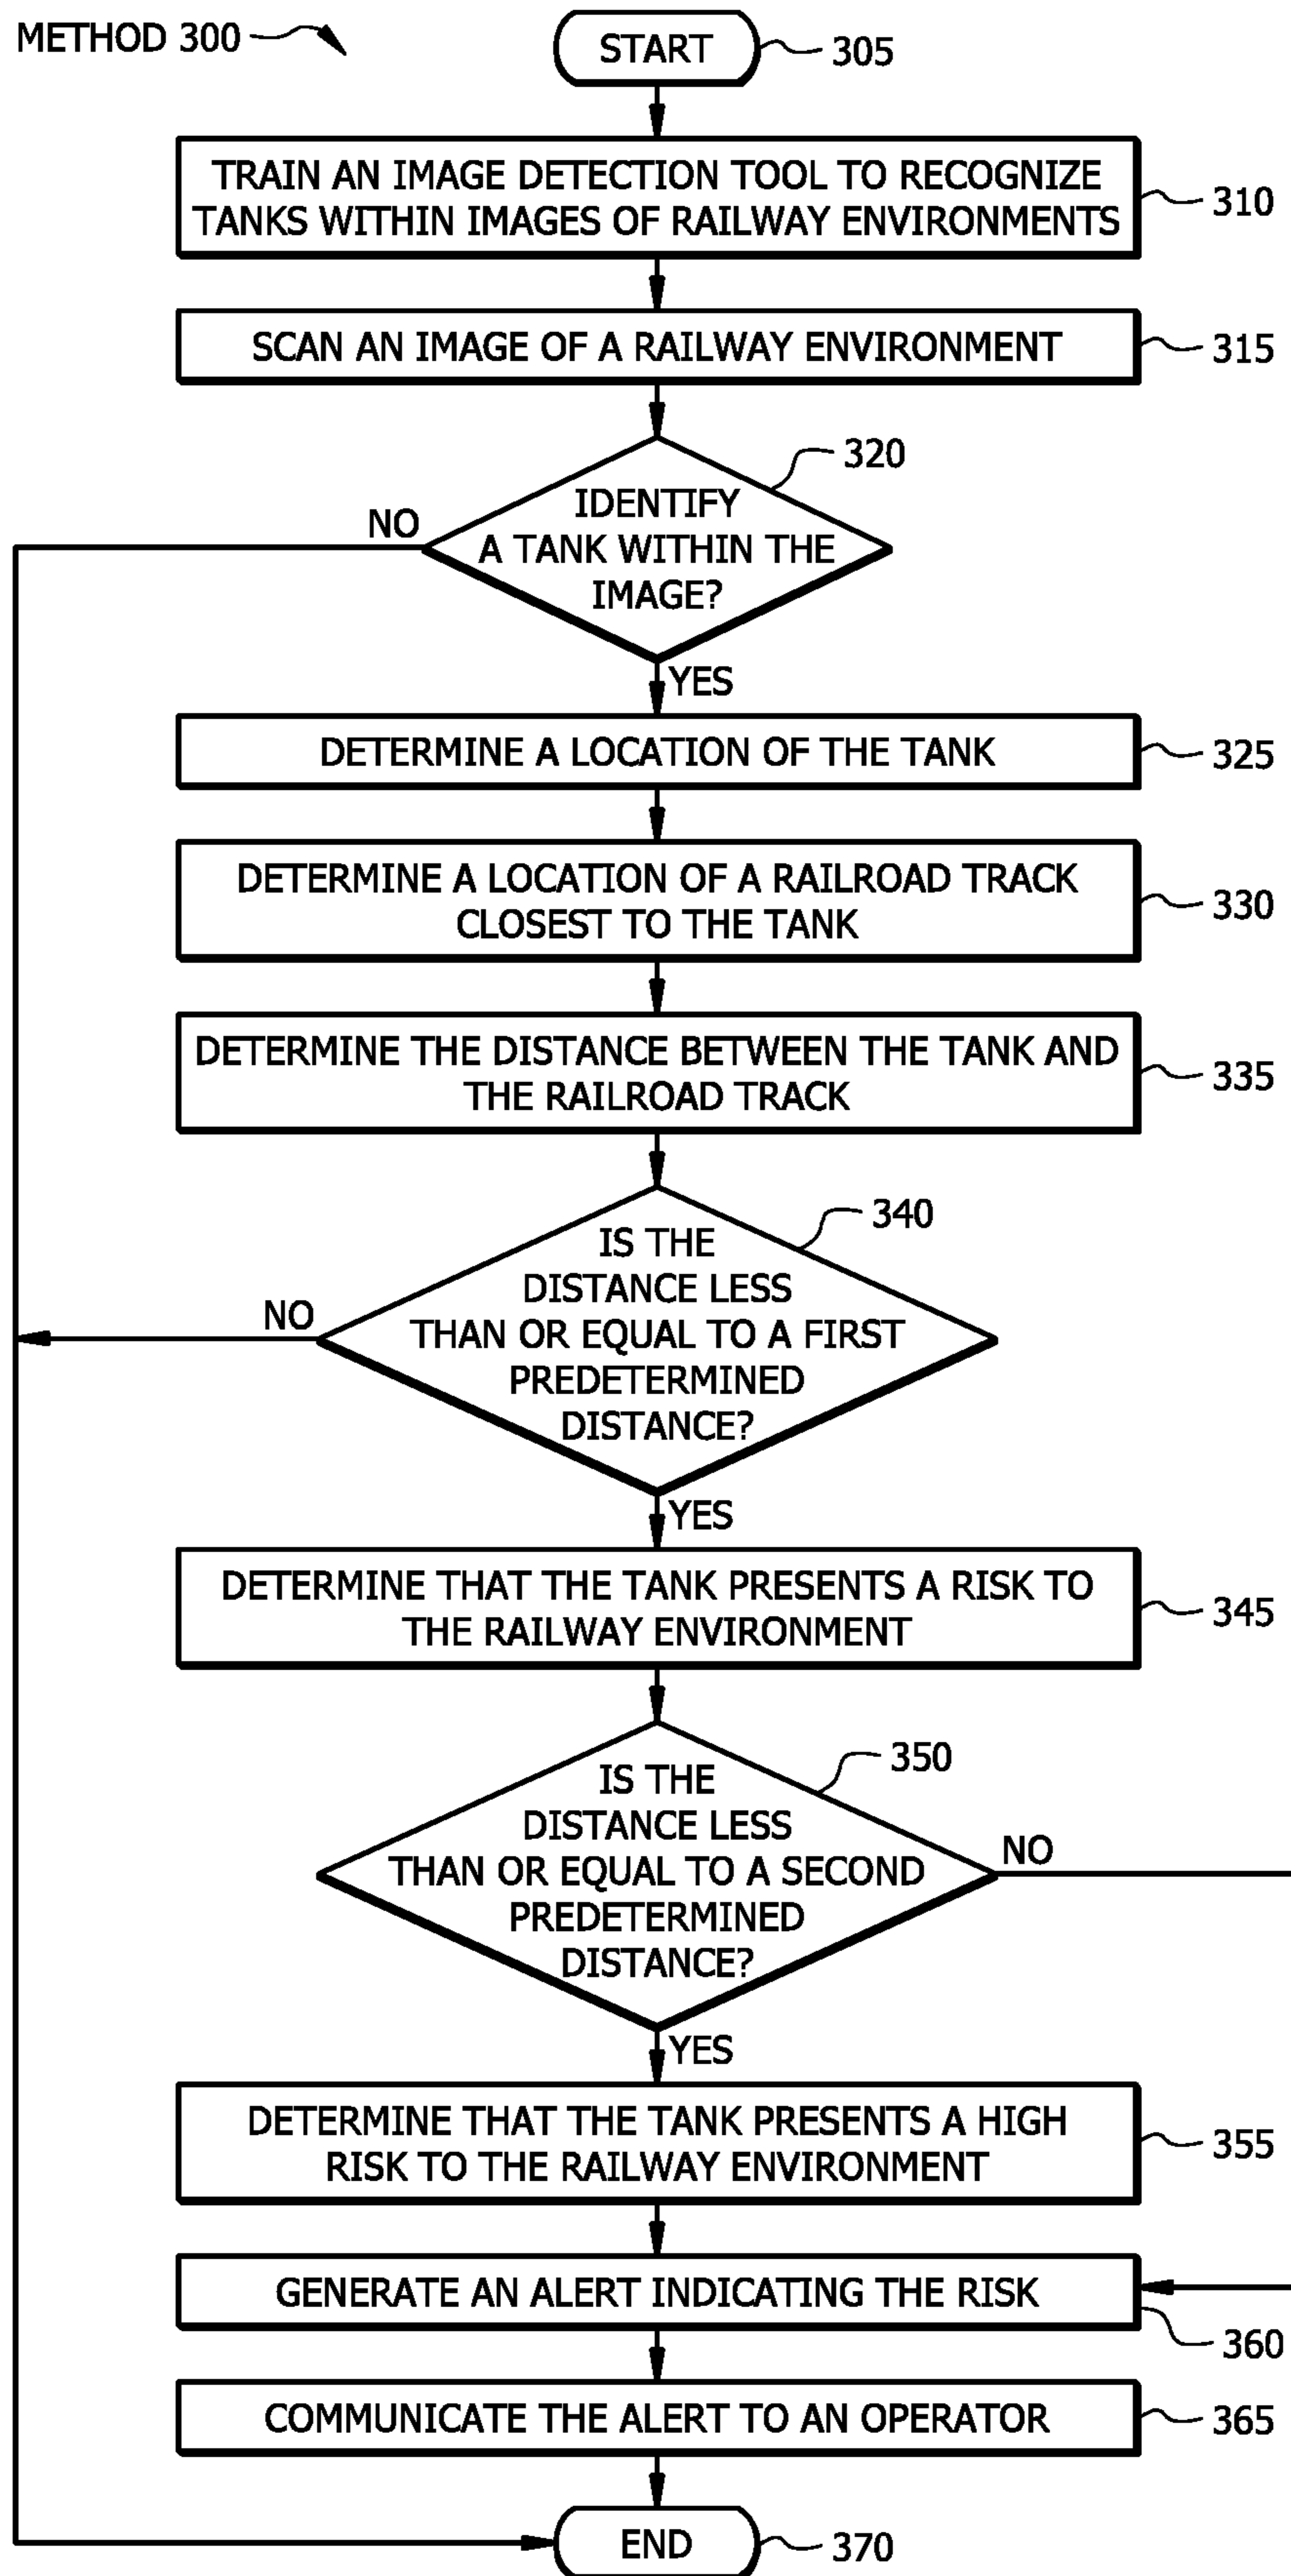 METHOD 300
START
305
TRAIN AN IMAGE DETECTION TOOL TO RECOGNIZE
TANKS WITHIN IMAGES OF RAILWAY ENVIRONMENTS
310
SCAN AN IMAGE OF A RAILWAY ENVIRONMENT
315
320
IDENTIFY
A TANK WITHIN THE
IMAGE?
NO
YES
DETERMINE A LOCATION OF THE TANK
325
DETERMINE A LOCATION OF A RAILROAD TRACK
CLOSEST TO THE TANK
330
DETERMINE THE DISTANCE BETWEEN THE TANK AND
THE RAILROAD TRACK
335
340
IS THE
DISTANCE LESS
THAN OR EQUAL TO A FIRST
PREDETERMINED
DISTANCE?
NO
YES
DETERMINE THAT THE TANK PRESENTS A RISK TO
THE RAILWAY ENVIRONMENT
345
350
IS THE
DISTANCE LESS
THAN OR EQUAL TO A SECOND
PREDETERMINED
DISTANCE?
NO
YES
DETERMINE THAT THE TANK PRESENTS A HIGH
RISK TO THE RAILWAY ENVIRONMENT
355
GENERATE AN ALERT INDICATING THE RISK
360
COMMUNICATE THE ALERT TO AN OPERATOR
365
END
370